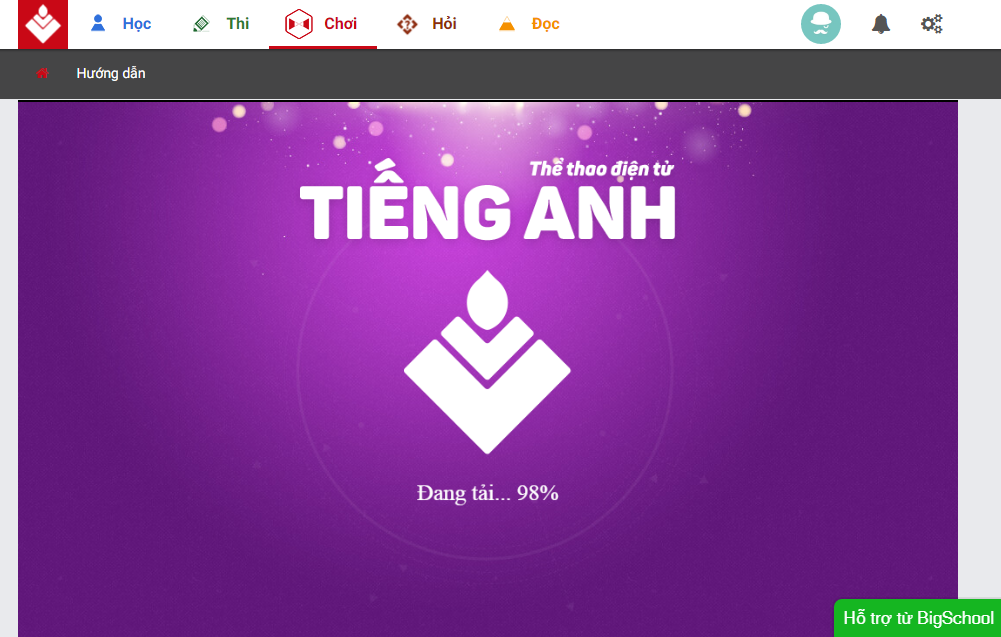 Học Thi Chơi Hỏi Đọc
Hướng dẫn
Thể thao điện tử
TIẾNG ANH
Đang tải... 98%
Hỗ trợ từ BigSchool